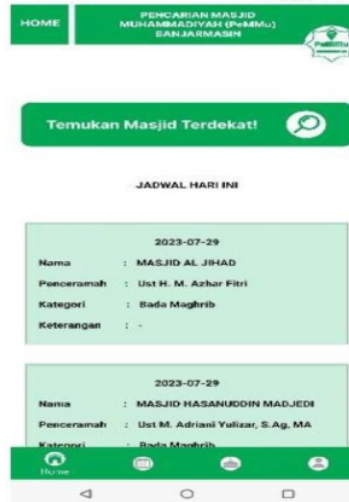 HOME
PENCARIAN MASJID
MUHAMMADIYAH (PeMMu)
BANJARMASIN
PeMMu
Temukan Masjid Terdekat!
JADWAL HARI INI
2023-07-29
Nama : MASJID AL JIHAD
Penceramah : Ust H. M. Azhar Fitri
Kategori : Bada Maghrib
Keterangan : -
2023-07-29
Nama : MASJID HASANUDDIN MADJEDI
Penceramah : Ust M. Adriani Yulizar, S.Ag, MA
Kategori : Bada Maghrib
Home